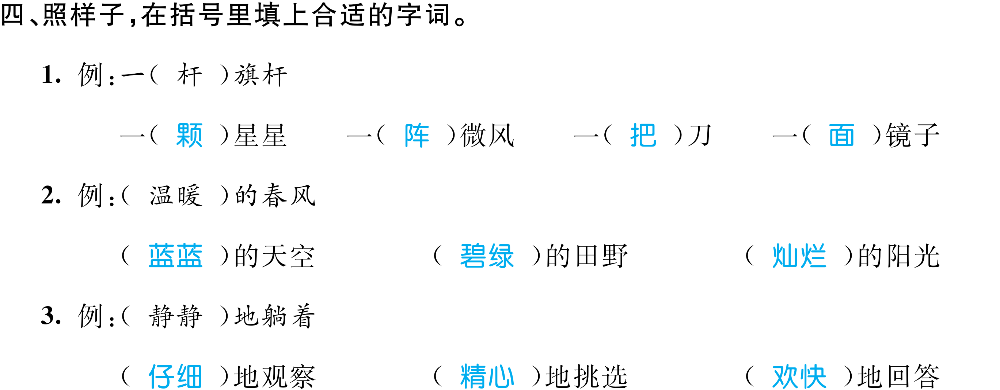 四、照样子,在括号里填上合适的字词。
1. 例:一( 杆 )旗杆
一( 颗 )星星 一( 阵 )微风 一( 把 )刀 一( 面 )镜子
2. 例:( 温暖 )的春风
( 蓝蓝 )的天空 ( 碧绿 )的田野 ( 灿烂 )的阳光
3. 例:( 静静 )地躺着
( 仔细 )地观察 ( 精心 )地挑选 ( 欢快 )地回答